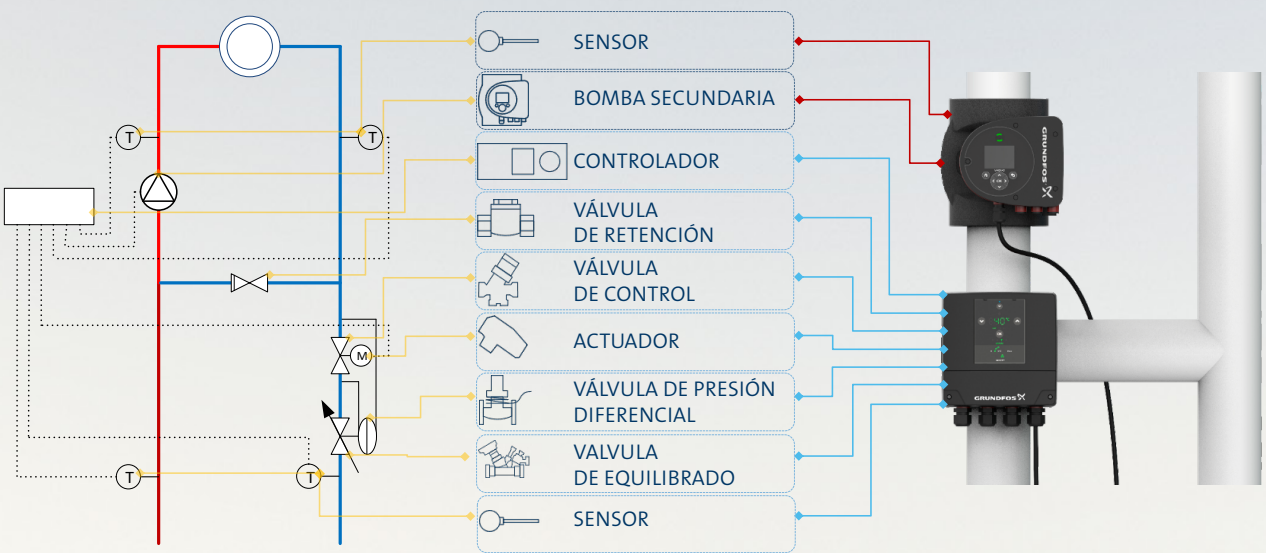 SENSOR
BOMBA SECUNDARIA
CONTROLADOR
VÁLVULA
DE RETENCIÓN
VÁLVULA
DE CONTROL
ACTUADOR
VÁLVULA DE PRESIÓN
DIFERENCIAL
VALVULA
DE EQUILIBRADO
SENSOR
T
T
M
T
T
GRUNDFOS
40°
GRUNDFOS